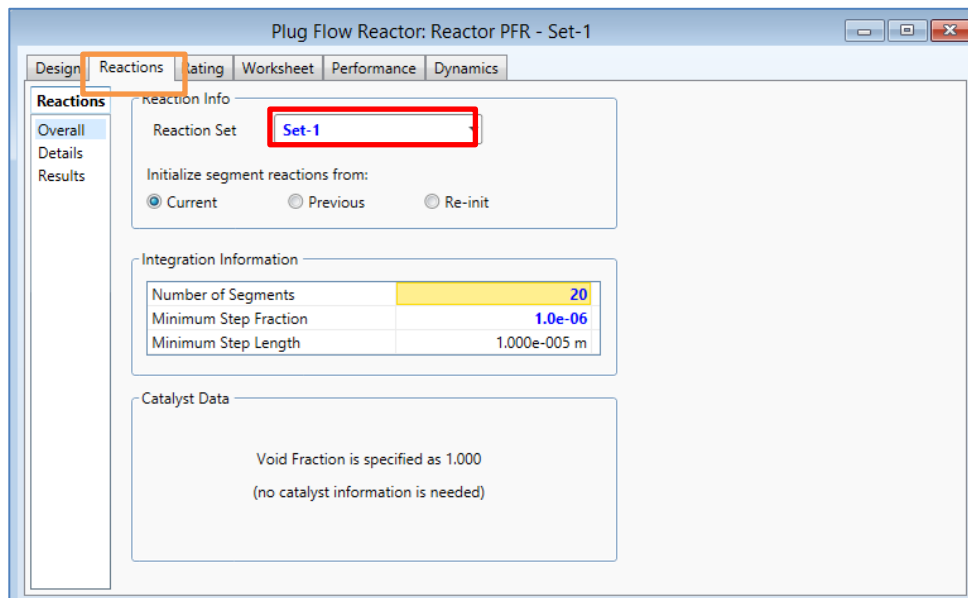 Plug Flow Reactor: Reactor PFR - Set-1
Design Reactions Rating Worksheet Performance Dynamics
Reactions
Overall
Details
Results
Reaction Info
Reaction Set Set-1
Initialize segment reactions from:
Current Previous Re-init
Integration Information
Number of Segments 20
Minimum Step Fraction 1.0e-06
Minimum Step Length 1.000e-005 m
Catalyst Data
Void Fraction is specified as 1.000
(no catalyst information is needed)